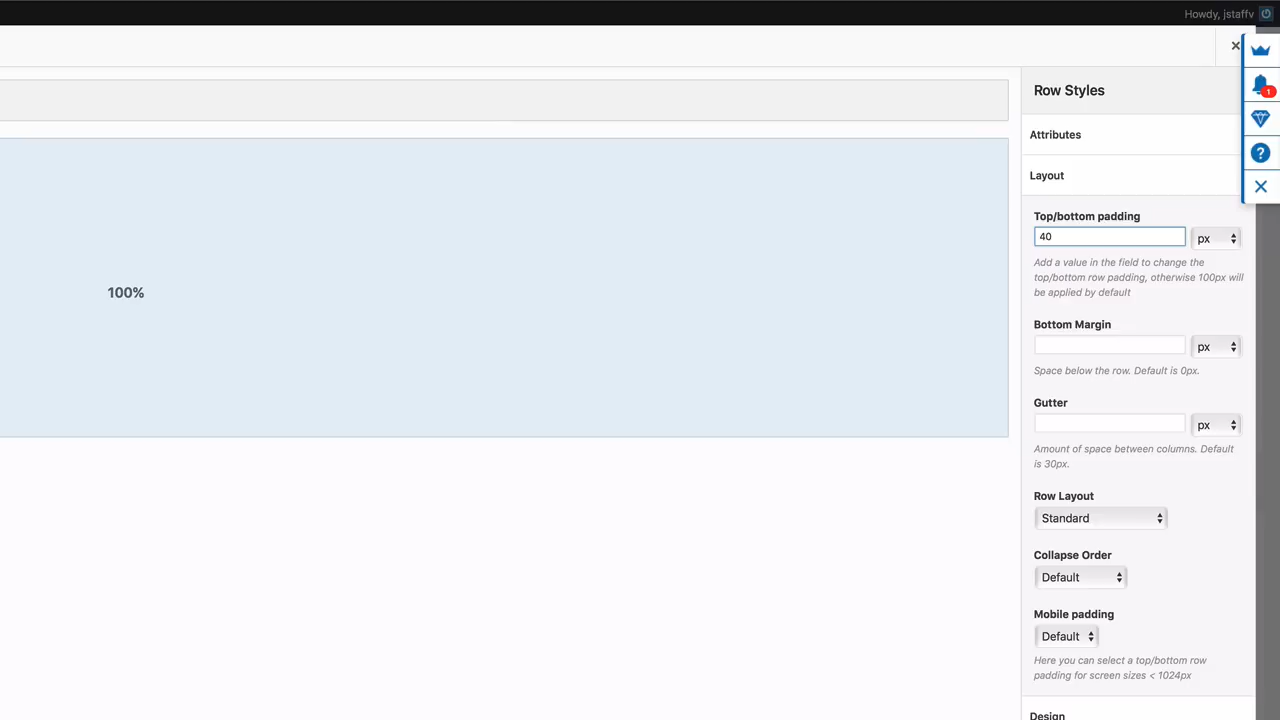 Howdy, jstaffv
×
Row Styles
1
Attributes
?
Layout
Top/bottom padding
40
px
Add a value in the field to change the
top/bottom row padding, otherwise 100px will
be applied by default
100%
Bottom Margin
px
Space below the row. Default is 0px.
Gutter
px
Amount of space between columns. Default
is 30px.
Row Layout
Standard
Collapse Order
Default
Mobile padding
Default
Here you can select a top/bottom row
padding for screen sizes < 1024px
Design